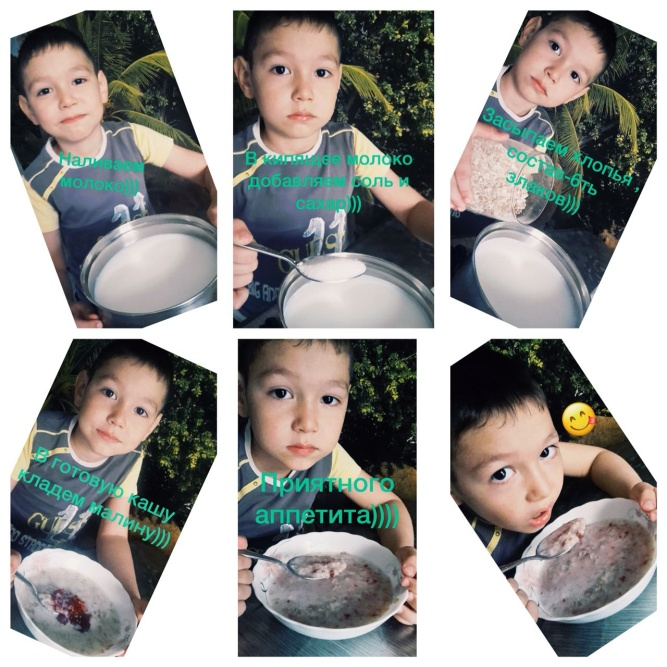 Наливаем
молоко)))
В кипящее молоко
добавляем соль и
сахар)))
Засыпаем хлопья ,
состав-6ть
злаков)))
В готовую кашу
кладем малину)))
Приятного
аппетита))))